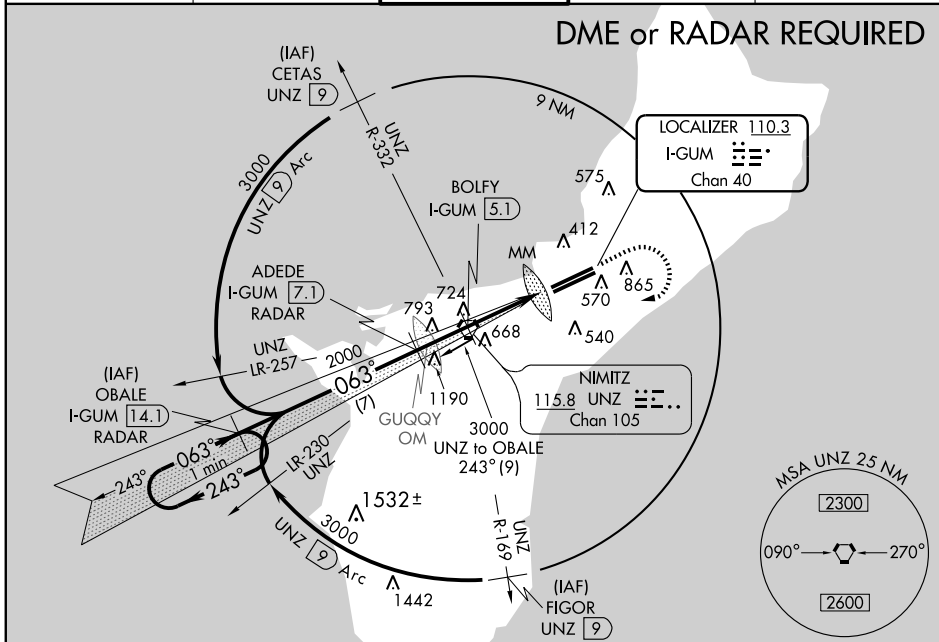 DME or RADAR REQUIRED
(IAF)
CETAS
UNZ 9
9 NM
UNZ
R-332
LOCALIZER 110.3
I-GUM
Chan 40
3000
UNZ 9 Arc
BOLFY
I-GUM 5.1
575
412
MM
ADEDE
I-GUM 7.1
RADAR
793
724
570
865
668
540
UNZ
LR-257
2000
063°
(7)
1190
GUQQY
OM
NIMITZ
115.8 UNZ
Chan 105
(IAF)
OBALE
I-GUM 14.1
RADAR
3000
UNZ to OBALE
243° (9)
063°
1 min
243°
243°
LR-230
UNZ
1532±
3000
UNZ 9 Arc
1442
UNZ
R-169
(IAF)
FIGOR
UNZ 9
MSA UNZ 25 NM
2300
090°
270°
2600